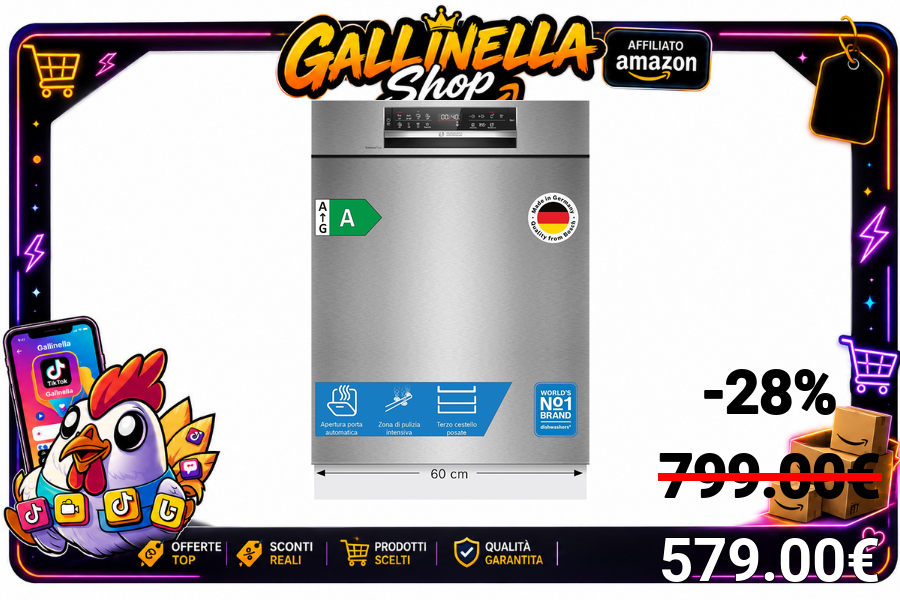 GALLINELLA
Shop
AFFILIATO
amazon
00:40
A
G
A
Made in Germany
Quality from Bosch
Gallinella
TikTok
Gallinella
Apertura porta
automatica
Zona di pulizia
intensiva
Terzo cestello
posate
WORLD'S
No1
BRAND
dishwashers*
60 cm
-28%
799.00€
579.00€
OFFERTE
TOP
SCONTI
REALI
PRODOTTI
SCELTI
QUALITÀ
GARANTITA